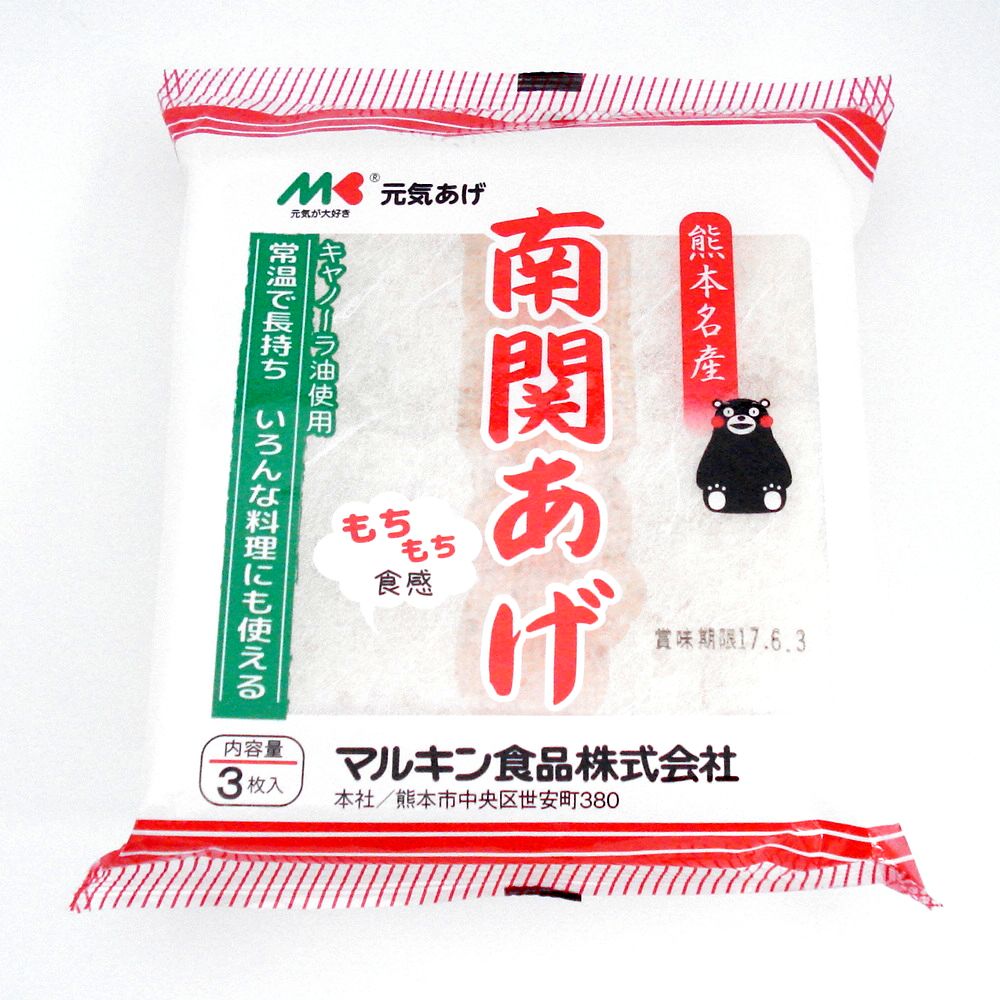 MK® 元気あげ
元気が大好き
熊本名産
南関あげ
キャノーラ油使用
常温で長持ち いろんな料理にも使える
もち
もち
食感
賞味期限17.6.3
内容量
3枚入
マルキン食品株式会社
本社/熊本市中央区世安町380